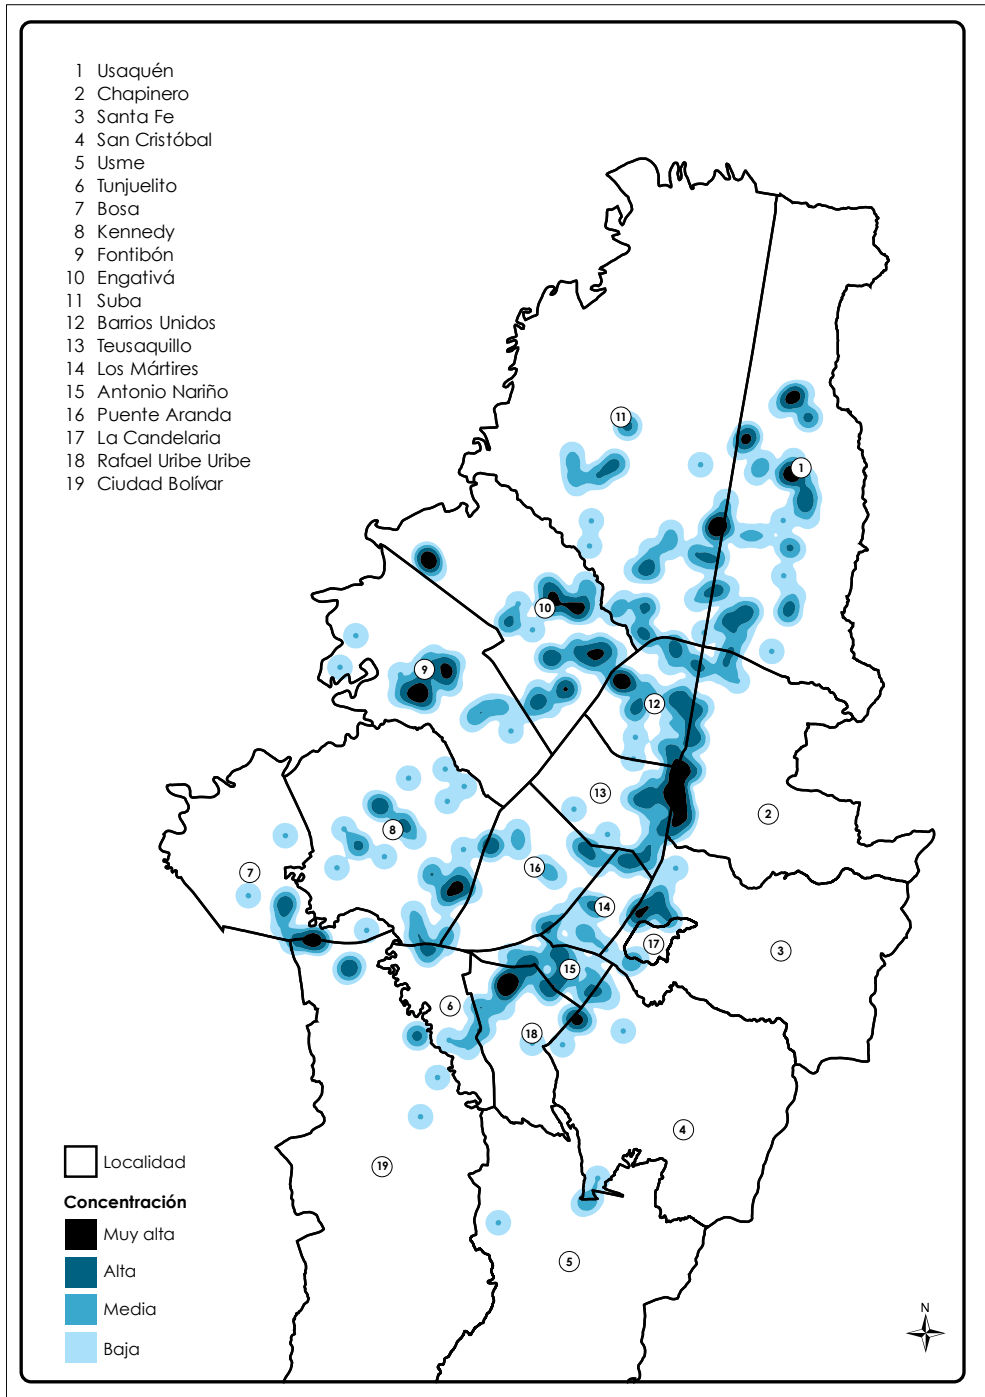 1 Usaquén
2 Chapinero
3 Santa Fe
4 San Cristóbal
5 Usme
6 Tunjuelito
7 Bosa
8 Kennedy
9 Fontibón
10 Engativá
11 Suba
12 Barrios Unidos
13 Teusaquillo
14 Los Mártires
15 Antonio Nariño
16 Puente Aranda
17 La Candelaria
18 Rafael Uribe Uribe
19 Ciudad Bolívar
11
1
10
9
12
13
2
8
16
7
14
17
3
15
6
18
4
19
5
Localidad
Concentración
Muy alta
Alta
Media
Baja
N